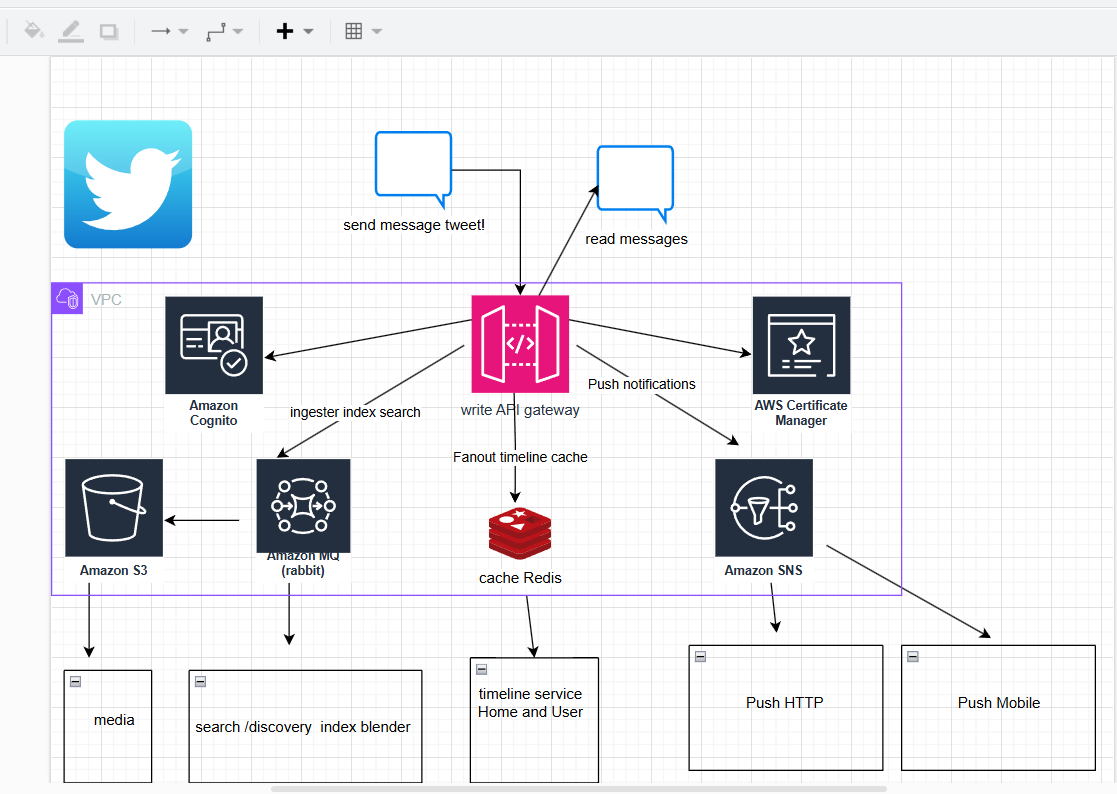 send message tweet!
read messages
VPC
Amazon
Cognito
ingester index search
write API gateway
Push notifications
AWS Certificate
Manager
Fanout timeline cache
Amazon S3
Amazon MQ
(rabbit)
cache Redis
Amazon SNS
media
search /discovery  index blender
timeline service
Home and User
Push HTTP
Push Mobile